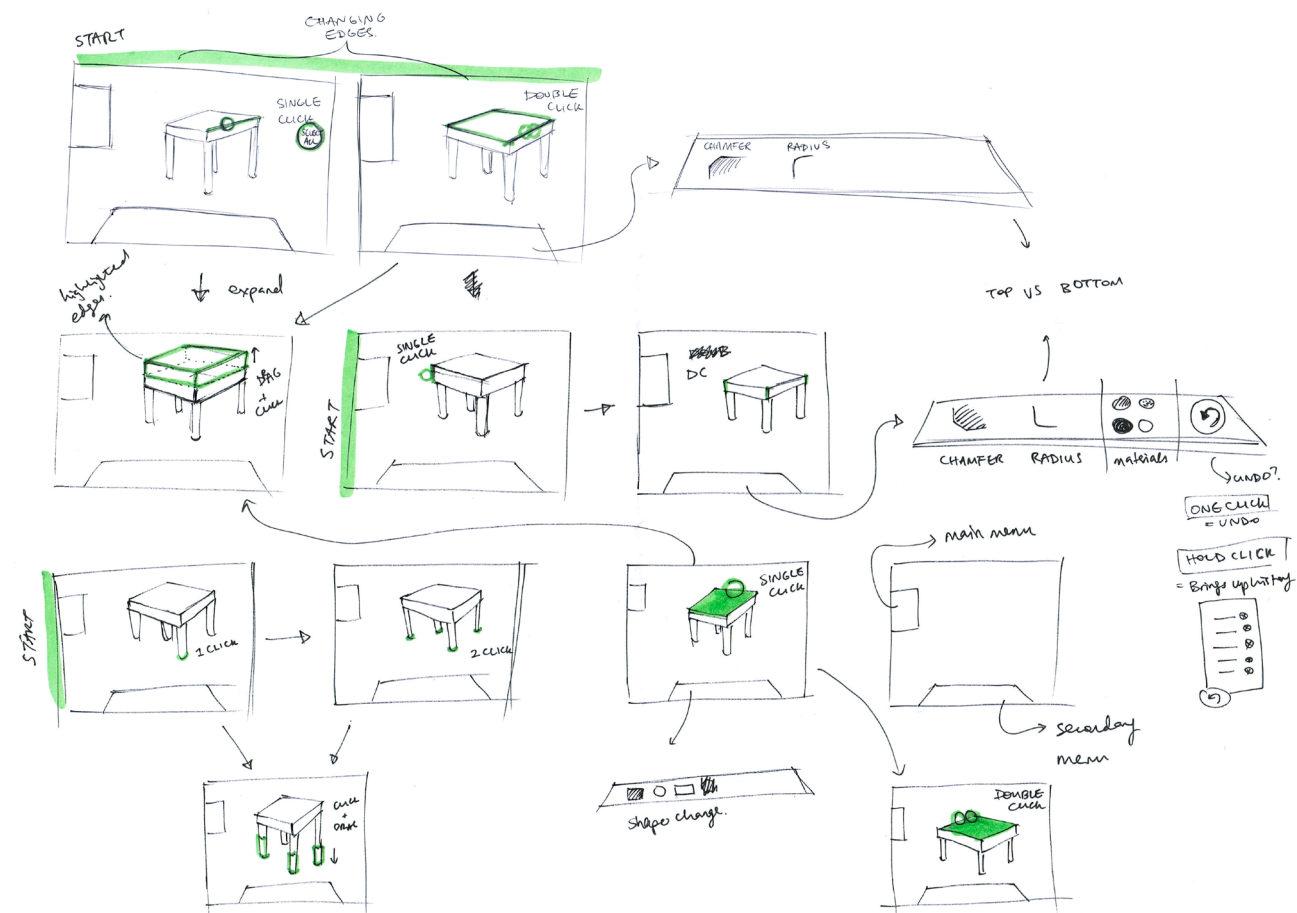 START
CHANGING
EDGES.
SINGLE
CLICK
SELECT
ALL
DOUBLE
CLICK
CHAMFER
RADIUS
highlighted
edges.
expand
TOP VS BOTTOM
DRAG
+
CLICK
START
SINGLE
CLICK
DC
CHAMFER
RADIUS
materials
UNDO?
ONE CLICK
= UNDO
HOLD CLICK
= Brings up history
START
1 CLICK
2 CLICK
SINGLE
CLICK
main menu
secondary
menu
CLICK
+
DRAG
shape change.
DOUBLE
CLICK